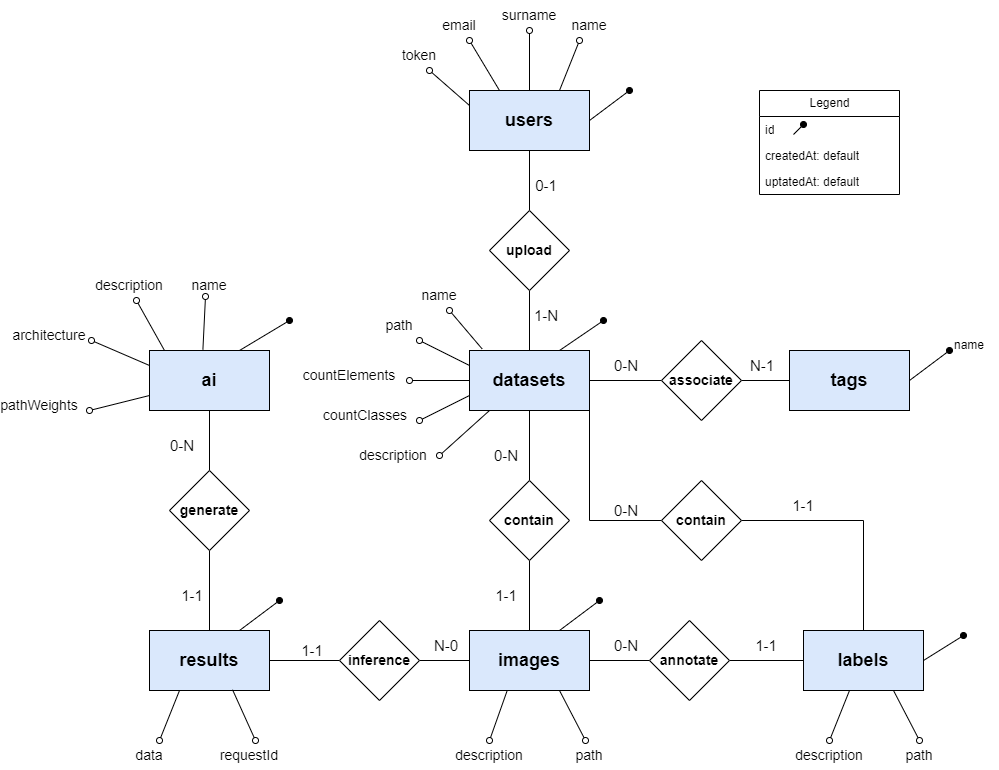 surname
email
name
token
users
Legend
id
createdAt: default
uptatedAt: default
0-1
upload
description
name
name
1-N
architecture
path
ai
countElements
datasets
0-N
associate
N-1
tags
name
pathWeights
countClasses
description
0-N
0-N
generate
contain
0-N
contain
1-1
1-1
1-1
results
1-1
inference
N-0
images
0-N
annotate
1-1
labels
data
requestId
description
path
description
path